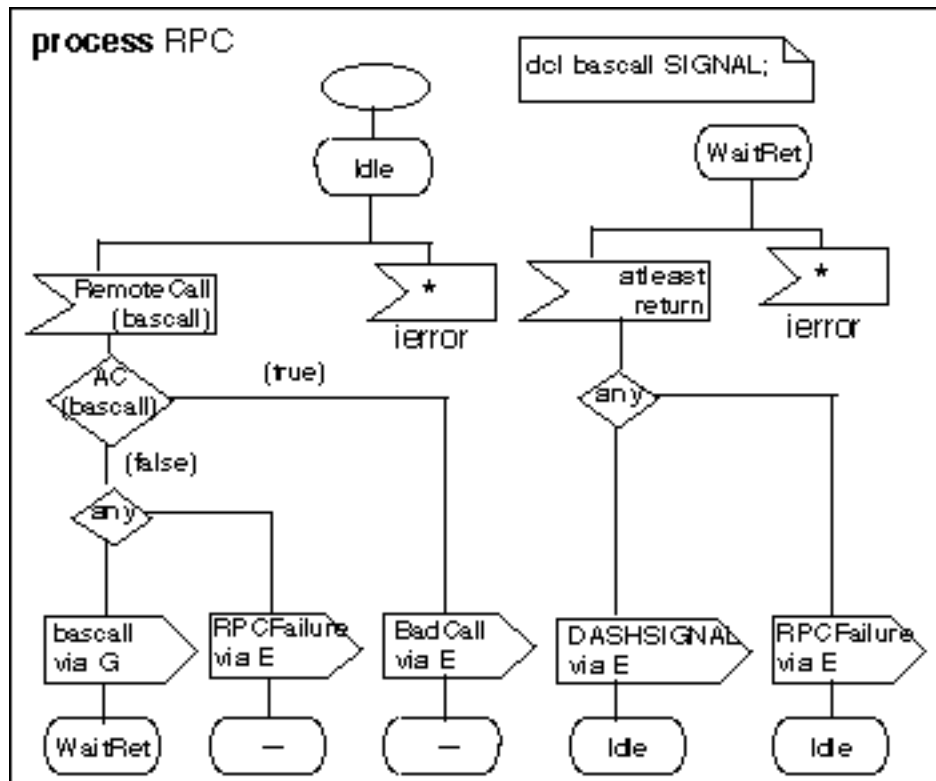 process RPC
dcl bascall SIGNAL;
Idle
WaitRet
RemoteCall
(bascall)
*
ierror
atleast
return
*
ierror
AC
(bascall)
(true)
any
(false)
any
bascall
via G
RPCFailure
via E
BadCall
via E
DASHSIGNAL
via E
RPCFailure
via E
WaitRet
–
–
Idle
Idle